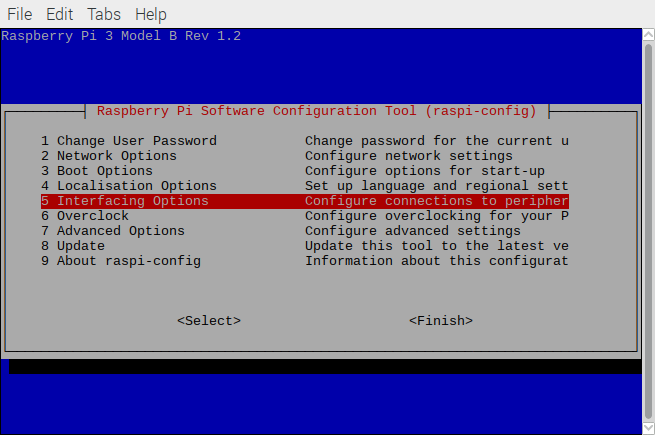 File Edit Tabs Help
Raspberry Pi 3 Model B Rev 1.2
Raspberry Pi Software Configuration Tool (raspi-config)
1 Change User Password Change password for the current u
2 Network Options Configure network settings
3 Boot Options Configure options for start-up
4 Localisation Options Set up language and regional sett
5 Interfacing Options Configure connections to peripher
6 Overclock Configure overclocking for your P
7 Advanced Options Configure advanced settings
8 Update Update this tool to the latest ve
9 About raspi-config Information about this configurat
<Select> <Finish>